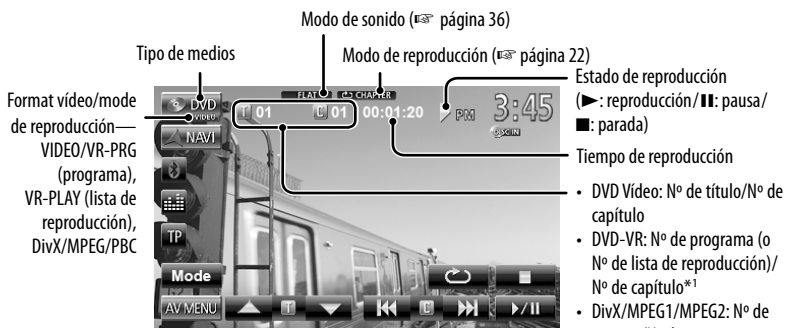 Modo de sonido (☞ página 36)
Tipo de medios
Modo de reproducción (☞ página 22)
Format vídeo/mode
de reproducción—
VIDEO/VR-PRG
(programa),
VR-PLAY (lista de
reproducción),
DivX/MPEG/PBC
Estado de reproducción
(►: reproducción/❚❚: pausa/
■: parada)
Tiempo de reproducción
• DVD Vídeo: Nº de título/Nº de
capítulo
• DVD-VR: Nº de programa (o
Nº de lista de reproducción)/
Nº de capítulo*1
• DivX/MPEG1/MPEG2: Nº de
FLAT
CHAPTER
DVD
VIDEO
T 01 C 01 00:01:20
PM 3:45
DISC IN
NAVI
TP
Mode
AV MENU
T
C